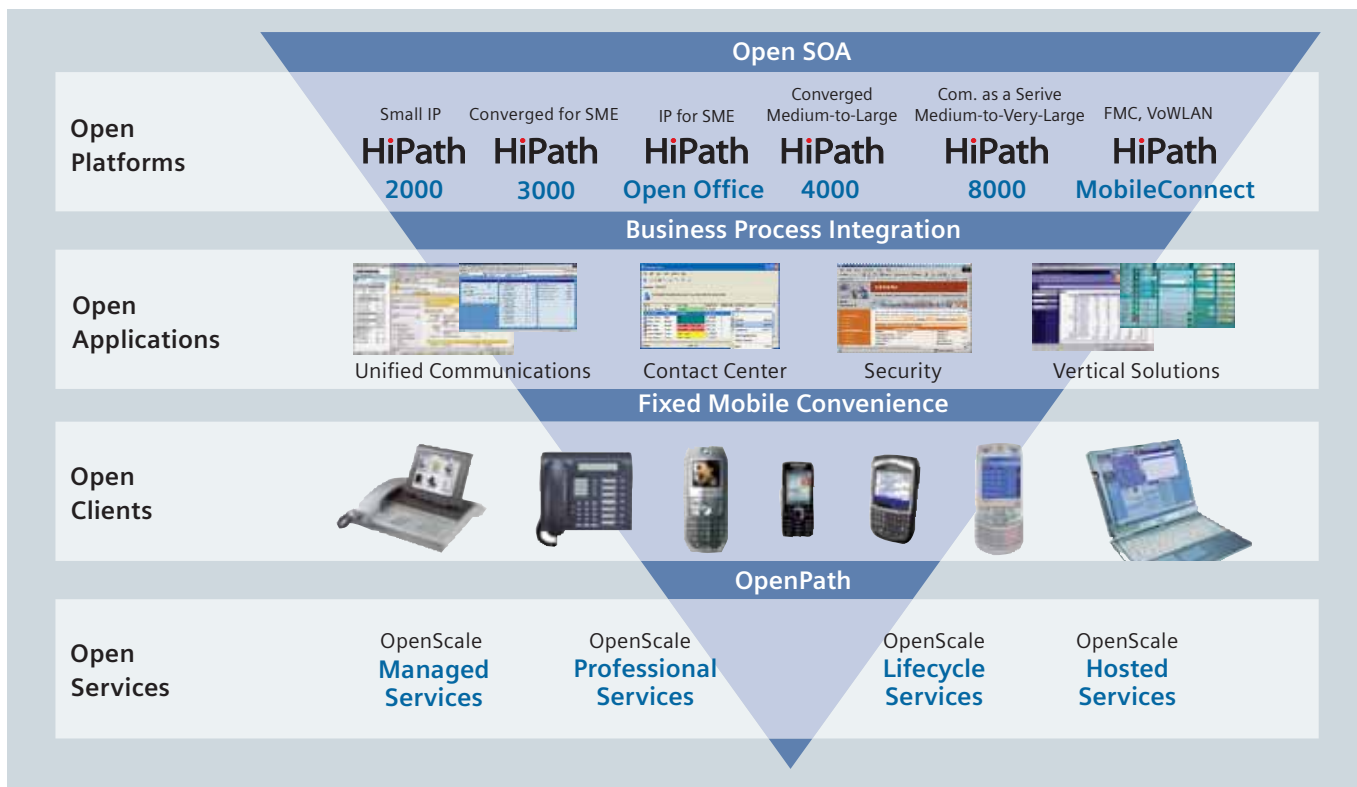 Open SOA
Open
Platforms
Small IP
HiPath
2000
Converged for SME
HiPath
3000
IP for SME
HiPath
Open Office
Converged
Medium-to-Large
HiPath
4000
Com. as a Serive
Medium-to-Very-Large
HiPath
8000
FMC, VoWLAN
HiPath
MobileConnect
Business Process Integration
Open
Applications
Unified Communications
Contact Center
Security
Vertical Solutions
Fixed Mobile Convenience
Open
Clients
OpenPath
Open
Services
OpenScale
Managed
Services
OpenScale
Professional
Services
OpenScale
Lifecycle
Services
OpenScale
Hosted
Services